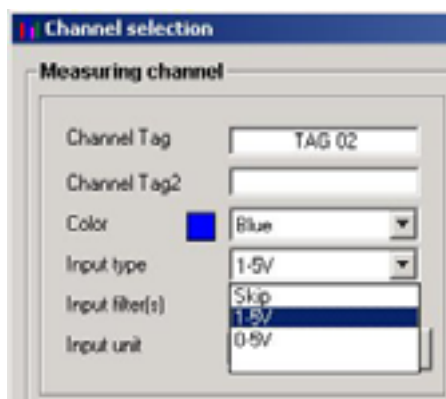 Channel selection
Measuring channel
Channel Tag TAG 02
Channel Tag2
Color Blue
Input type 1-5V
Input filter(s) Skip
1-5V
Input unit 0-5V